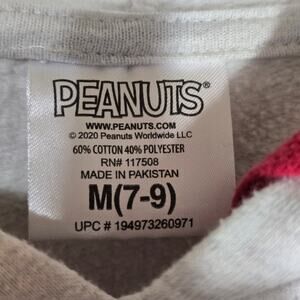 PEANUTS®
WWW.PEANUTS.COM
© 2020 Peanuts Worldwide LLC
60% COTTON 40% POLYESTER
RN# 117508
MADE IN PAKISTAN
M(7-9)
UPC # 194973260971